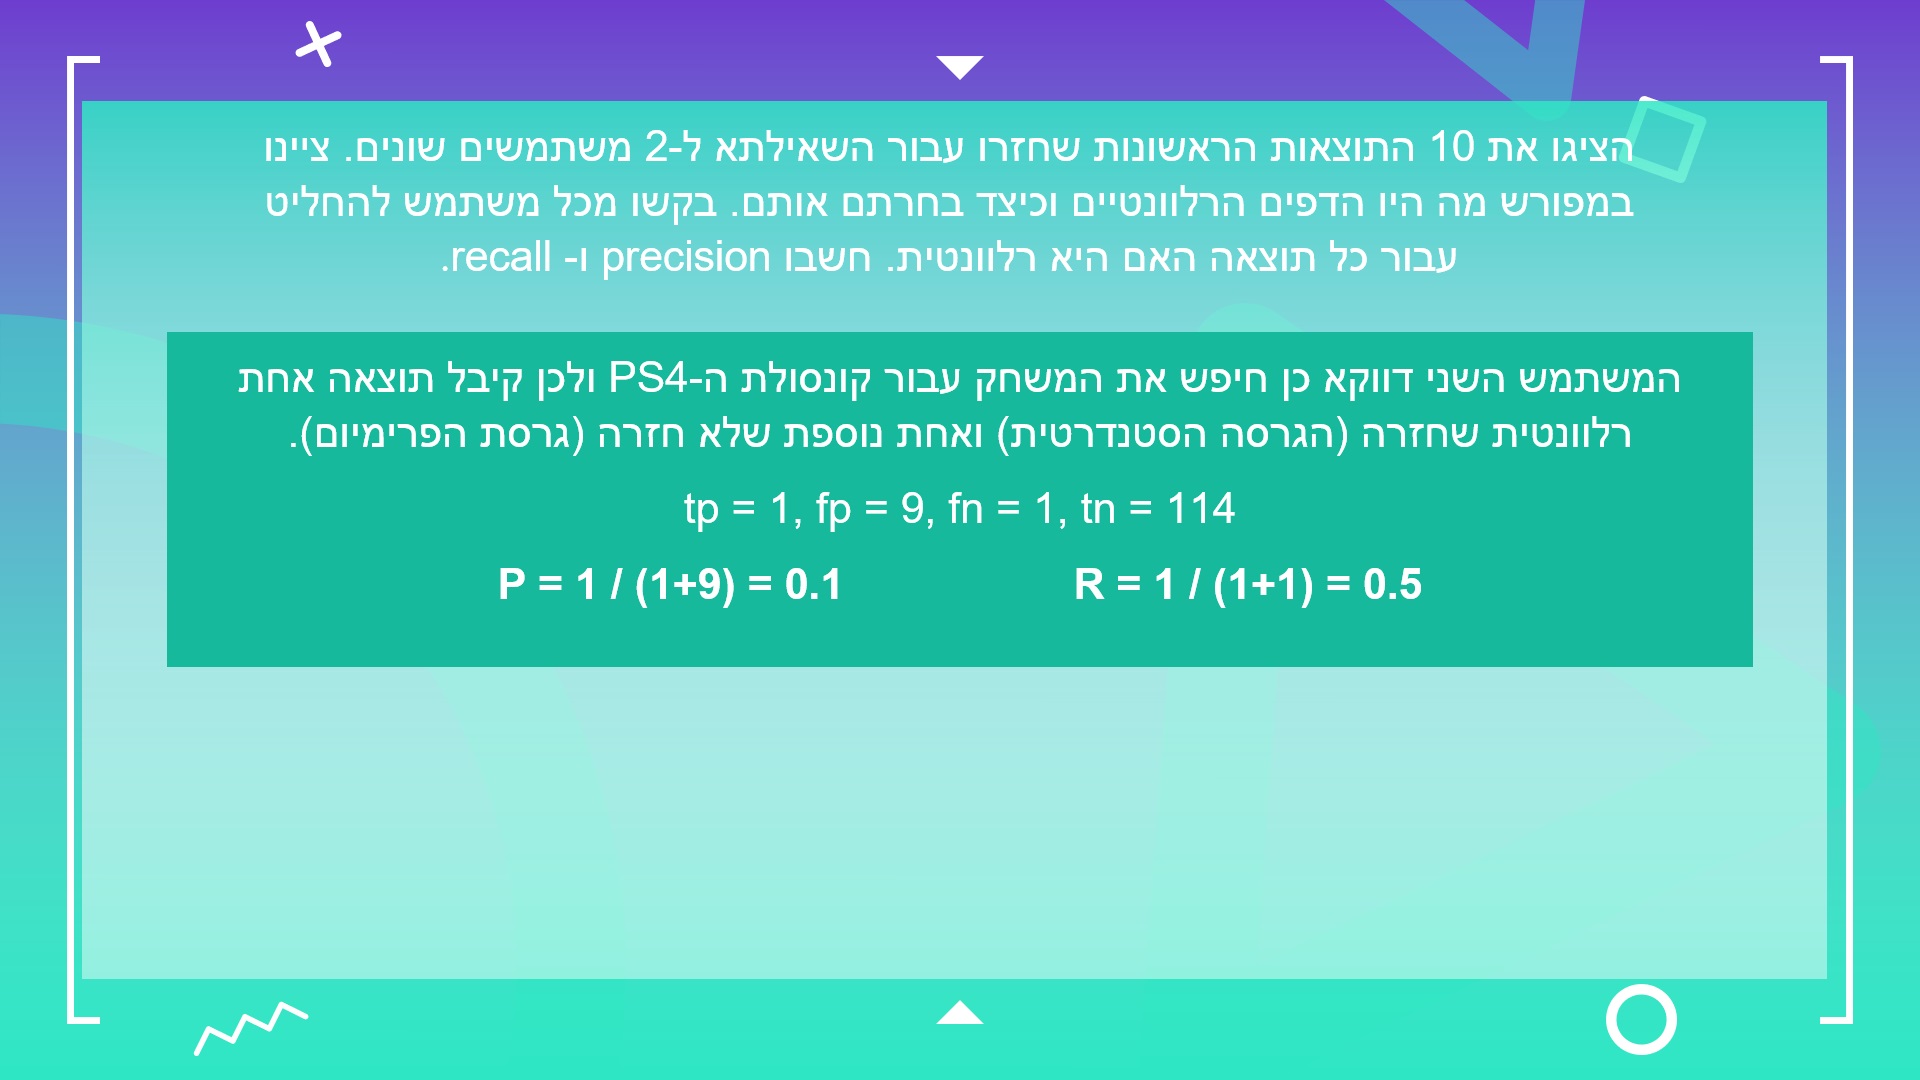 הציגו את 10 התוצאות הראשונות שחזרו עבור השאילתא ל-2 משתמשים שונים. ציינו
במפורש מה היו הדפים הרלוונטיים וכיצד בחרתם אותם. בקשו מכל משתמש להחליט
עבור כל תוצאה האם היא רלוונטית. חשבו precision ו- recall.
המשתמש השני דווקא כן חיפש את המשחק עבור קונסולת ה-PS4 ולכן קיבל תוצאה אחת
רלוונטית שחזרה (הגרסה הסטנדרטית) ואחת נוספת שלא חזרה (גרסת הפרימיום).
tp = 1, fp = 9, fn = 1, tn = 114
P = 1 / (1+9) = 0.1 R = 1 / (1+1) = 0.5